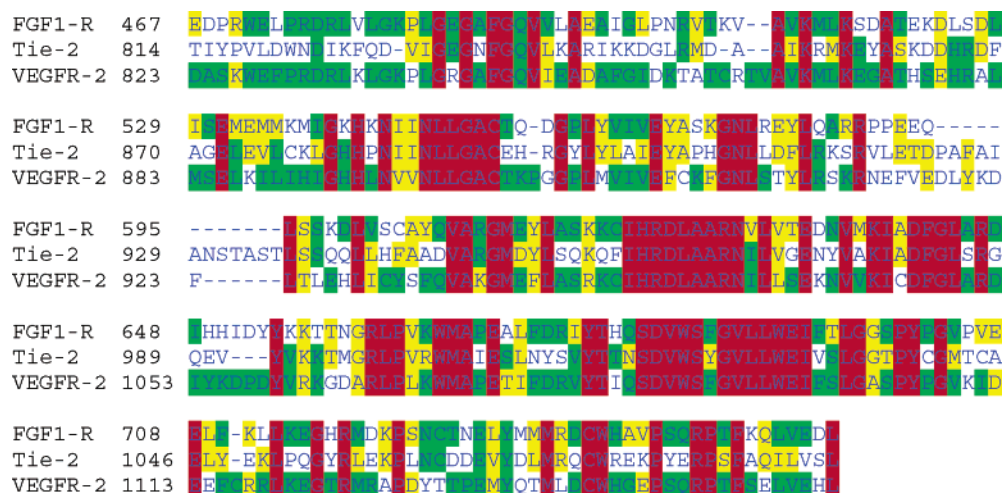 FGF1-R 467 EDPRWELPRDRLVLGKPLGEGAFGQVVLAEAIGLPNRVTKV--AVKMLKSDATEKDLSDL
Tie-2 814 TIYPVLDWNDIKFQD-VIGEGNFGQVLKARIKKDGLRMD-A--AIKRMKEYASKDDHRDF
VEGFR-2 823 DASKWEFPRDRLKLGKPLGRGAFGQVIEADAFGIDKTATCRTVAVKMLKEGATHSEHRAL
FGF1-R 529 ISEMEMMKMIGKHKNIINLLGACTQ-DGPLYVIVEYASKGNLREYLQARRPPEEQ-----
Tie-2 870 AGELEVLCKLGHHPNIINLLGACEH-RGYLYLAIEYAPHGNLLDFLRKSRVLETDPAFAI
VEGFR-2 883 MSELKILIHIGHHLNVVNLLGACTKPGGPLMVIVEFCKFGNLSTYLRSKRNEFVEDLYKD
FGF1-R 595 -------LSSKDLVSCAYQVARGMEYLASKKCIHRDLAARNVLVTEDNVMKIADFGLARD
Tie-2 929 ANSTASTLSSQQLLHFAADVARGMDYLSQKQFIHRDLAARNILVGENYVAKIADFGLSRG
VEGFR-2 923 F------LTLEHLICYSFQVAKGMEFLASRKCIHRDLAARNILLSEKNVVKICDFGLARD
FGF1-R 648 IHHIDYYKKTTNGRLPVKWMAPEALFDRIYTHQSDVWSFGVLLWEIFTLGGSPYPGVPVE
Tie-2 989 QEV---YVKKTMGRLPVRWMAIESLNYSVYTTNSDVWSYGVLLWEIVSLGGTPYCGMTCA
VEGFR-2 1053 IYKDPDYVRKGDARLPLKWMAPETIFDRVYTIQSDVWSFGVLLWEIFSLGASPYPGVKID
FGF1-R 708 ELF-KLLKEGHRMDKPSNCTNELYMMMRDCWHAVPSQRPTFKQLVEDL
Tie-2 1046 ELY-EKLPQGYRLEKPLNCDDEVYDLMRQCWREKPYERPSFAQILVSL
VEGFR-2 1113 EEFCRRLKEGTRMRAPDYTTPEMYQTMLDCWHGEPSQRPTFSELVEHL